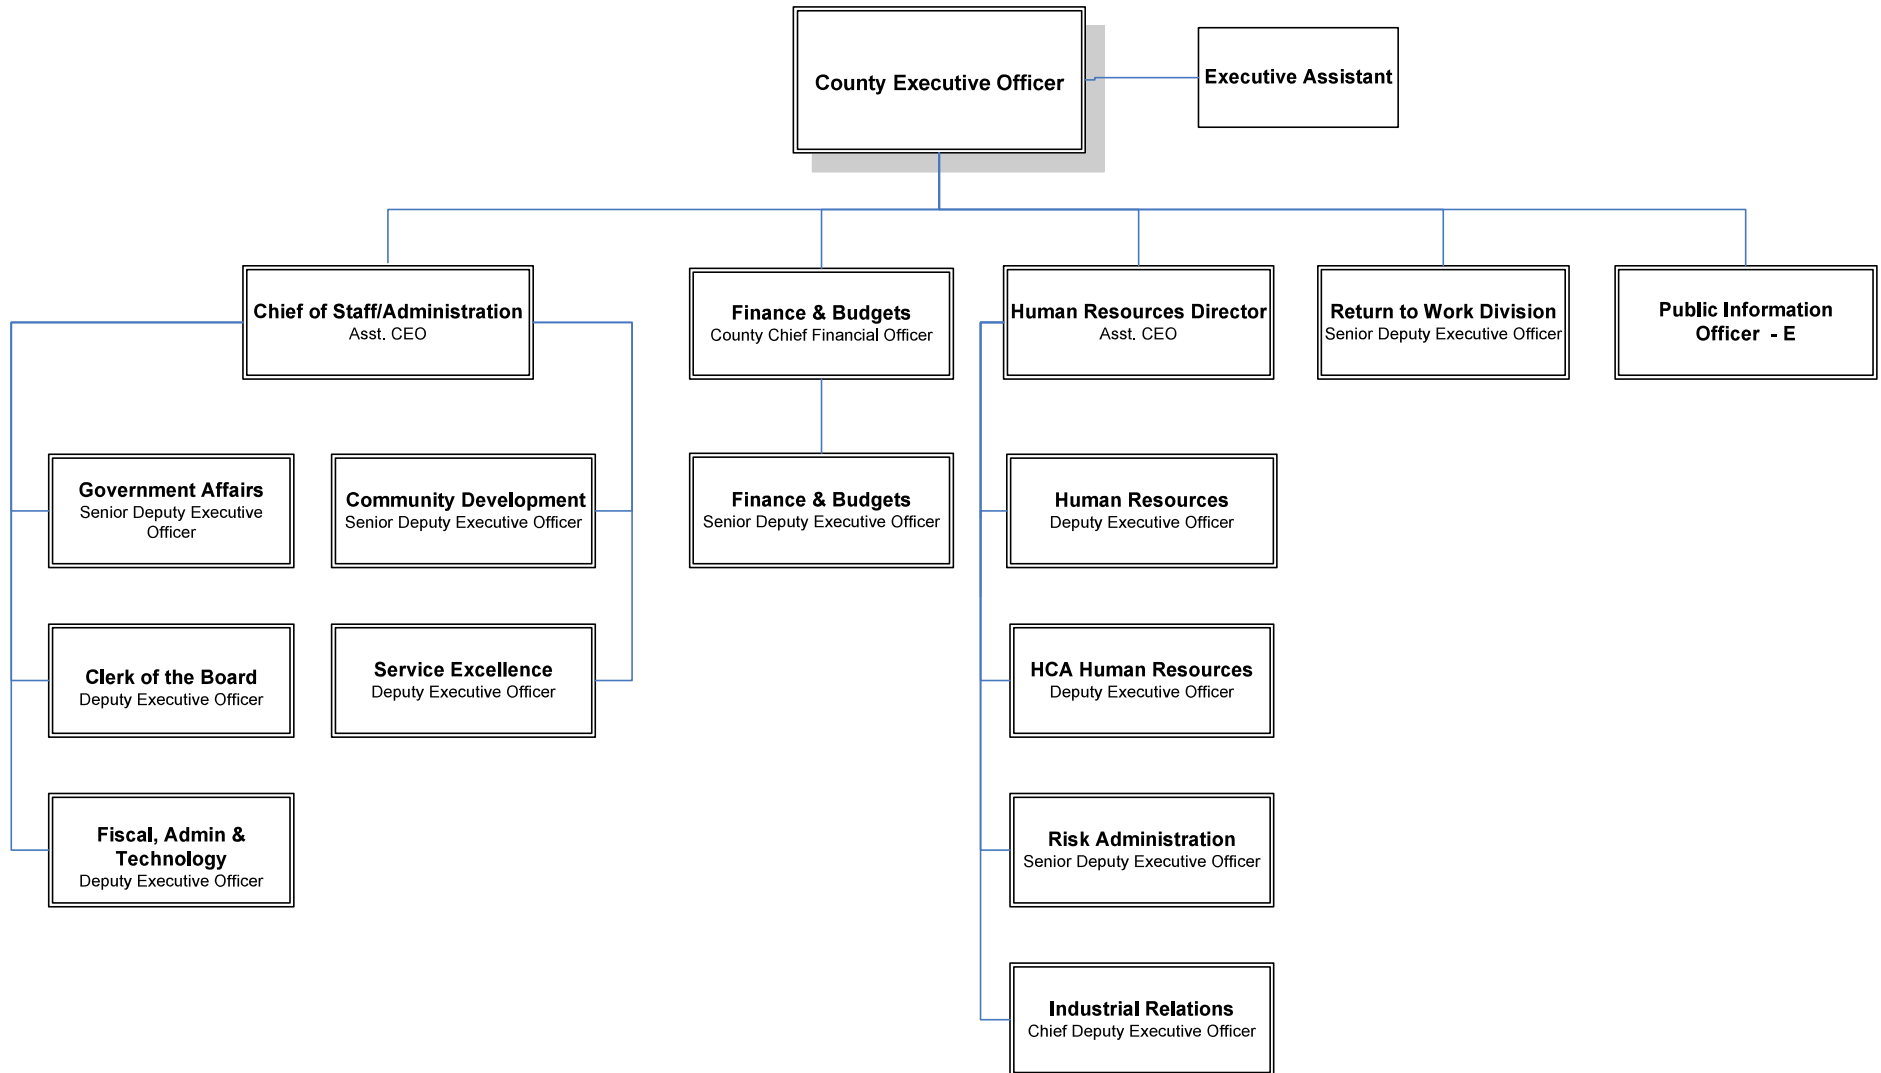 County Executive Officer
Executive Assistant
Chief of Staff/Administration
Asst. CEO
Finance & Budgets
County Chief Financial Officer
Human Resources Director
Asst. CEO
Return to Work Division
Senior Deputy Executive Officer
Public Information
Officer - E
Government Affairs
Senior Deputy Executive
Officer
Community Development
Senior Deputy Executive Officer
Finance & Budgets
Senior Deputy Executive Officer
Human Resources
Deputy Executive Officer
Clerk of the Board
Deputy Executive Officer
Service Excellence
Deputy Executive Officer
HCA Human Resources
Deputy Executive Officer
Fiscal, Admin &
Technology
Deputy Executive Officer
Risk Administration
Senior Deputy Executive Officer
Industrial Relations
Chief Deputy Executive Officer